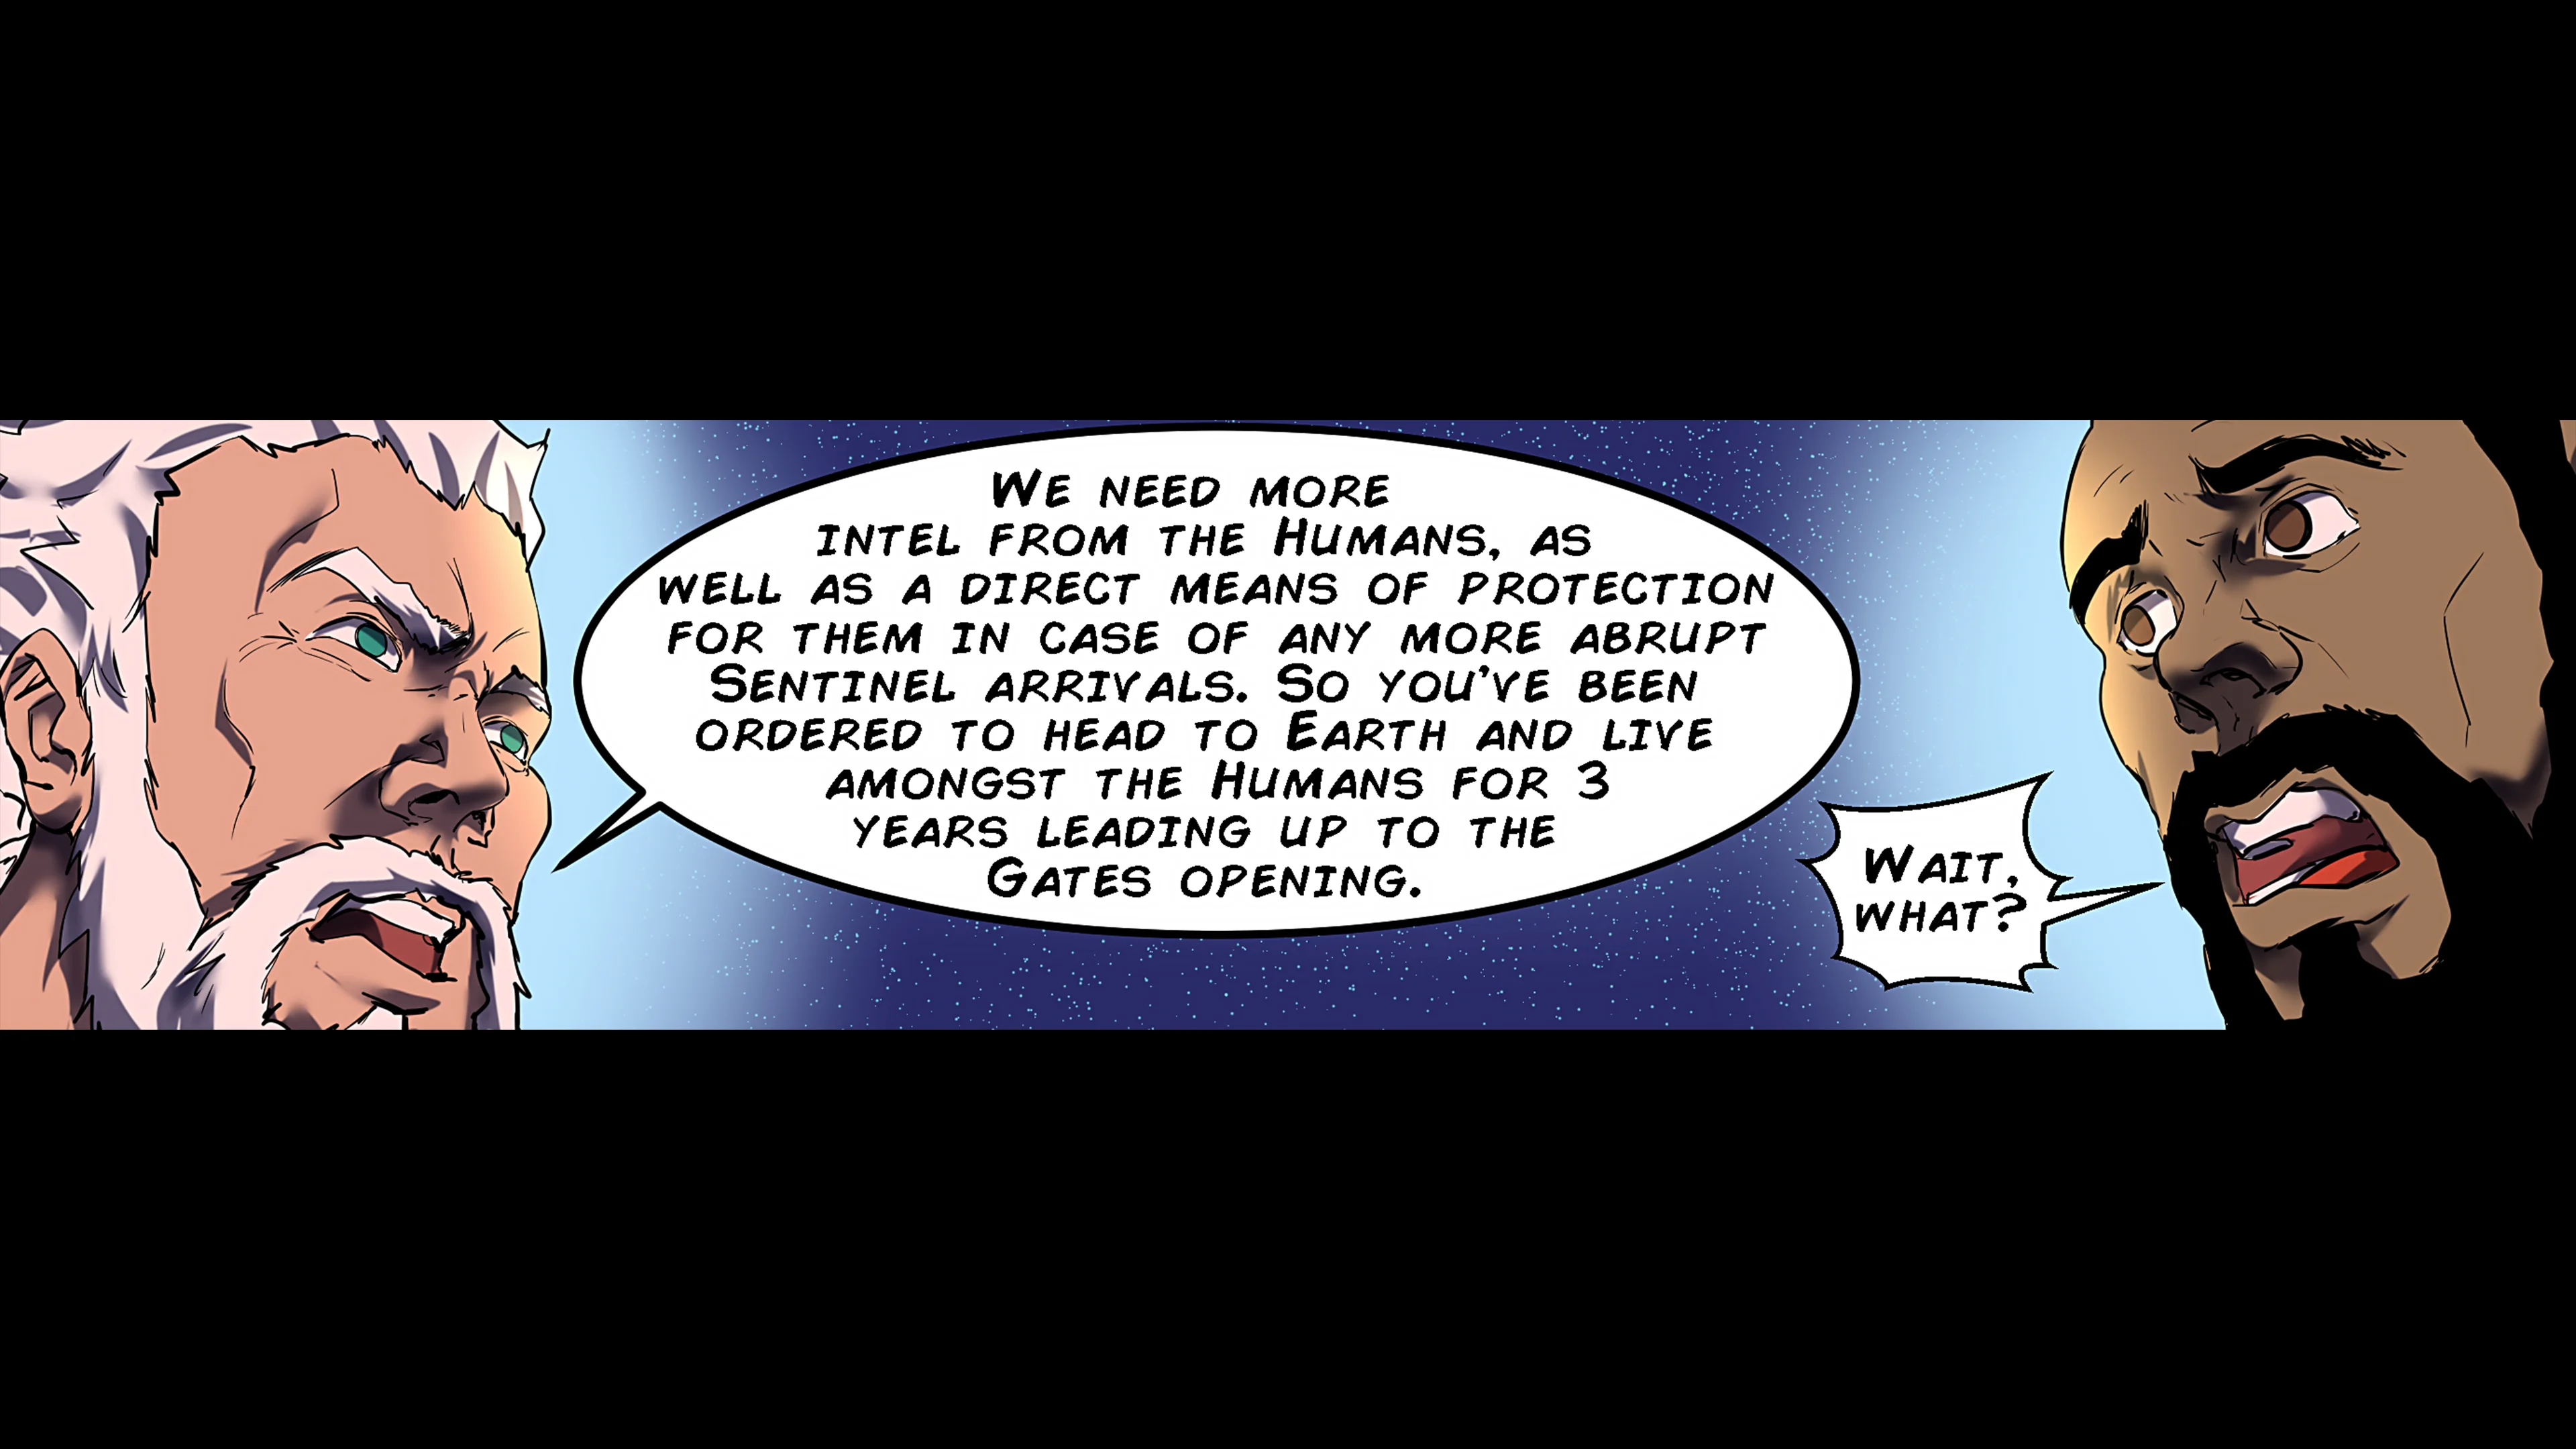 We need more
intel from the Humans, as
well as a direct means of protection
for them in case of any more abrupt
Sentinel arrivals. So you've been
ordered to head to Earth and live
amongst the Humans for 3
years leading up to the
Gates opening.
Wait,
what?